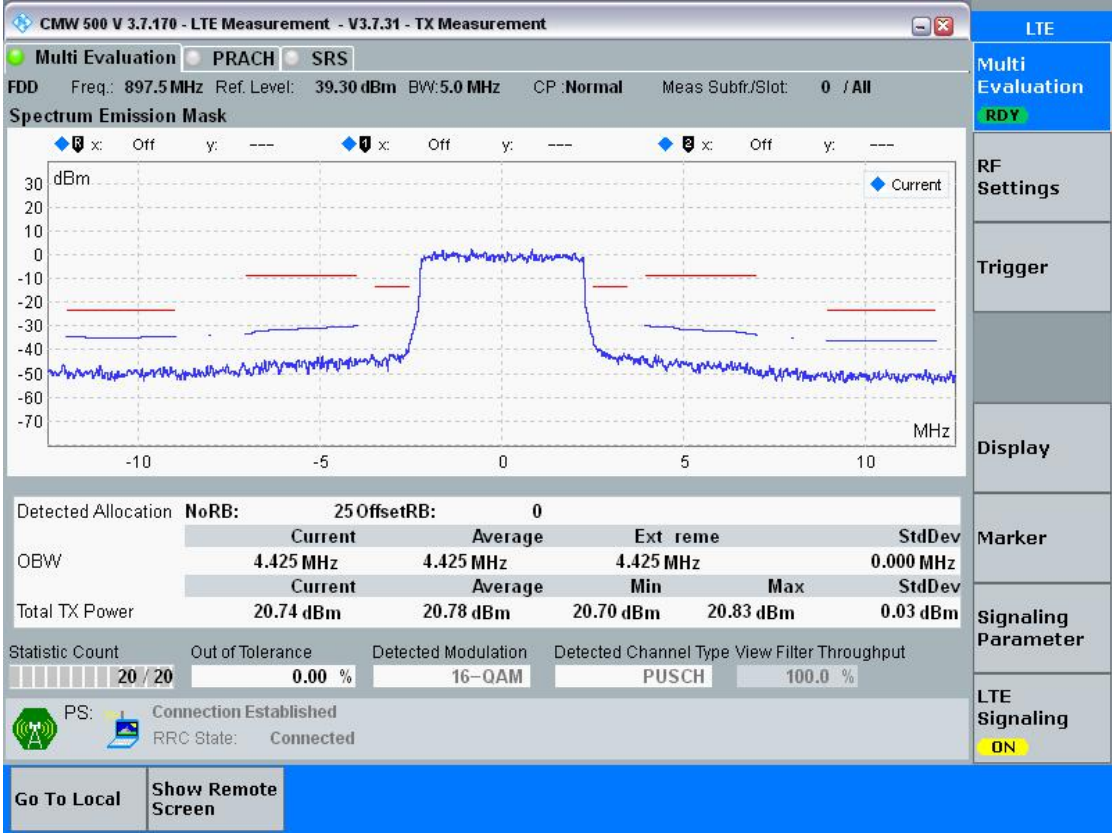 CMW 500 V 3.7.170 - LTE Measurement - V3.7.31 - TX Measurement
LTE
Multi Evaluation PRACH SRS
FDD Freq.: 897.5 MHz Ref. Level: 39.30 dBm BW:5.0 MHz CP :Normal Meas Subfr./Slot: 0 / All
Spectrum Emission Mask
R x: Off y: --- 1 x: Off y: --- 2 x: Off y: ---
dBm
Current
30
20
10
0
-10
-20
-30
-40
-50
-60
-70
MHz
-10 -5 0 5 10
Detected Allocation NoRB: 25 OffsetRB: 0
Current Average Ext reme StdDev
OBW 4.425 MHz 4.425 MHz 4.425 MHz 0.000 MHz
Current Average Min Max StdDev
Total TX Power 20.74 dBm 20.78 dBm 20.70 dBm 20.83 dBm 0.03 dBm
Statistic Count Out of Tolerance Detected Modulation Detected Channel Type View Filter Throughput
20 / 20 0.00 % 16-QAM PUSCH 100.0 %
PS: Connection Established
RRC State: Connected
Multi
Evaluation
RDY
RF
Settings
Trigger
Display
Marker
Signaling
Parameter
LTE
Signaling
ON
Go To Local
Show Remote
Screen